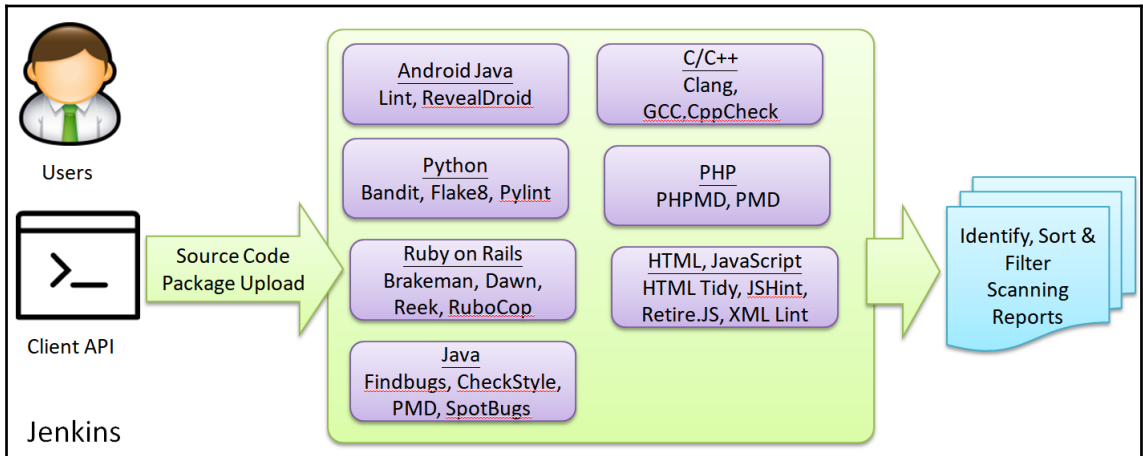 Users
Client API
Jenkins
Source Code
Package Upload
Android Java
Lint, RevealDroid
Python
Bandit, Flake8, Pylint
Ruby on Rails
Brakeman, Dawn,
Reek, RuboCop
Java
Findbugs, CheckStyle,
PMD, SpotBugs
C/C++
Clang,
GCC,CppCheck
PHP
PHPMD, PMD
HTML, JavaScript
HTML Tidy, JSHint,
Retire.JS, XML Lint
Identify, Sort &
Filter
Scanning
Reports